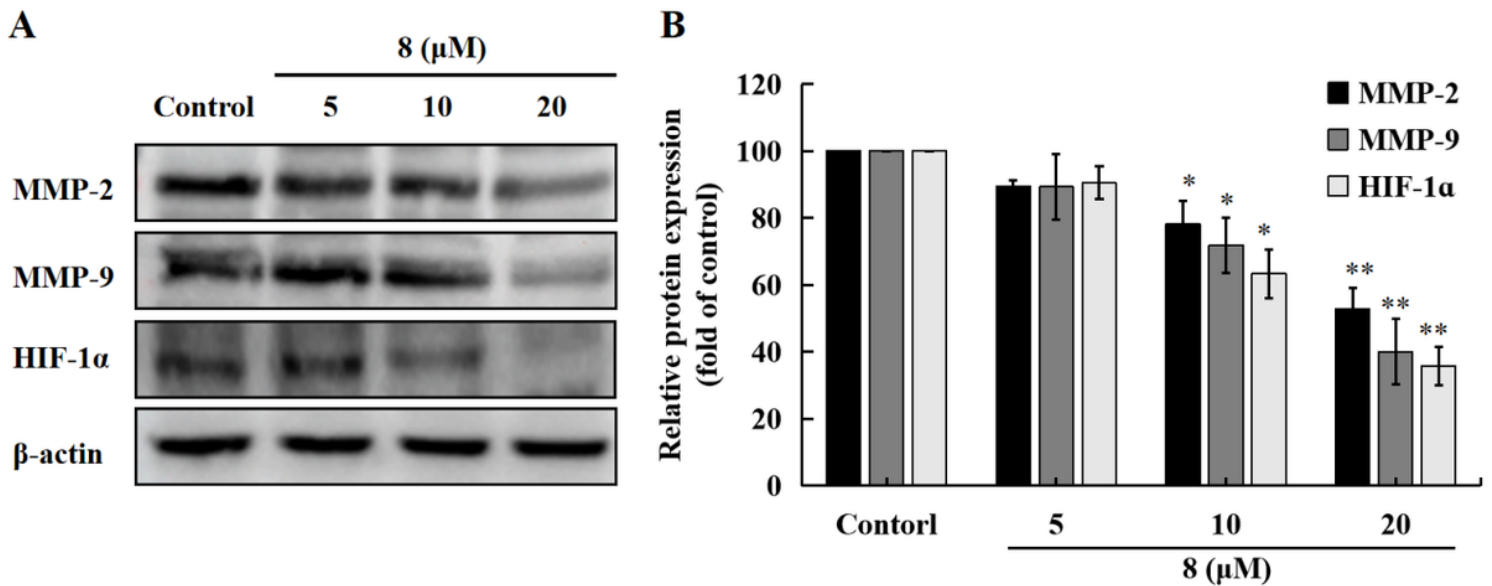 A
8 (μM)
Control 5 10 20
MMP-2
MMP-9
HIF-1α
β-actin
B
Relative protein expression
(fold of control)
120
100
80
60
40
20
0
MMP-2
MMP-9
HIF-1α
*
*
*
**
**
**
Contorl 5 10 20
8 (μM)